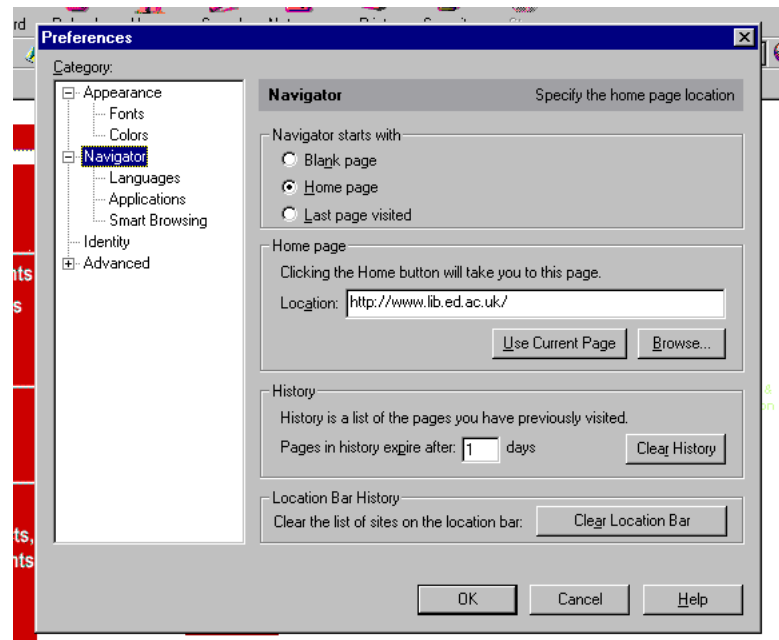 Preferences
Category:
Appearance
Fonts
Colors
Navigator
Languages
Applications
Smart Browsing
Identity
Advanced
Navigator Specify the home page location
Navigator starts with
Blank page
Home page
Last page visited
Home page
Clicking the Home button will take you to this page.
Location: http://www.lib.ed.ac.uk/
Use Current Page Browse...
History
History is a list of the pages you have previously visited.
Pages in history expire after: 1 days Clear History
Location Bar History
Clear the list of sites on the location bar: Clear Location Bar
OK Cancel Help